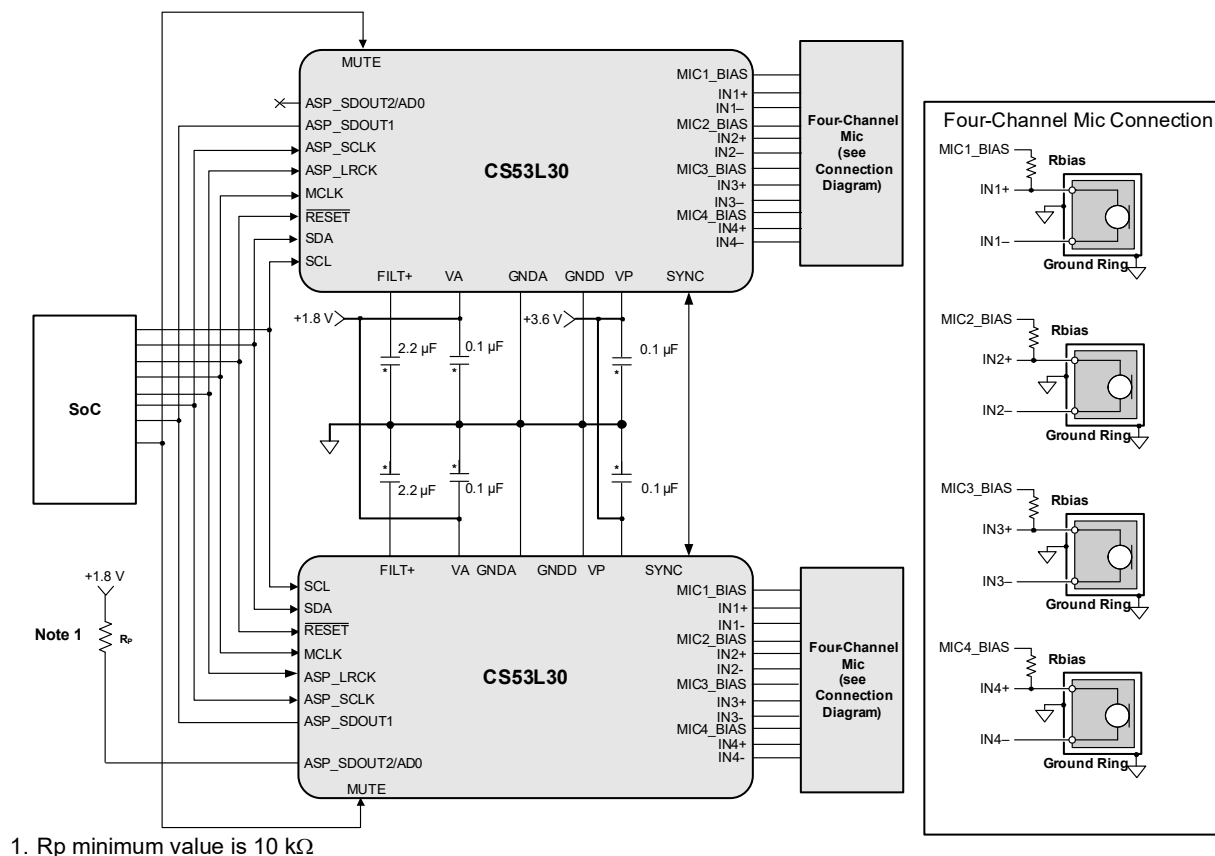 MUTE
ASP_SDOUT2/AD0
ASP_SDOUT1
ASP_SCLK
ASP_LRCK
MCLK
RESET
SDA
SCL
CS53L30
MIC1_BIAS
IN1+
IN1–
MIC2_BIAS
IN2+
IN2–
MIC3_BIAS
IN3+
IN3–
MIC4_BIAS
IN4+
IN4–
FILT+ VA GNDA GNDD VP SYNC
Four-Channel
Mic
(see
Connection
Diagram)
+1.8 V
+3.6 V
2.2 µF
0.1 µF
0.1 µF
*
*
*
SoC
*
*
*
2.2 µF
0.1 µF
0.1 µF
FILT+ VA GNDA GNDD VP SYNC
+1.8 V
Note 1
RP
SCL
SDA
RESET
MCLK
ASP_LRCK
ASP_SCLK
ASP_SDOUT1
ASP_SDOUT2/AD0
MUTE
CS53L30
MIC1_BIAS
IN1+
IN1-
MIC2_BIAS
IN2+
IN2-
MIC3_BIAS
IN3+
IN3-
MIC4_BIAS
IN4+
IN4-
Four-Channel
Mic
(see
Connection
Diagram)
Four-Channel Mic Connection
MIC1_BIAS
Rbias
IN1+
IN1–
Ground Ring
MIC2_BIAS
Rbias
IN2+
IN2–
Ground Ring
MIC3_BIAS
Rbias
IN3+
IN3–
Ground Ring
MIC4_BIAS
Rbias
IN4+
IN4–
Ground Ring
1. Rp minimum value is 10 kΩ